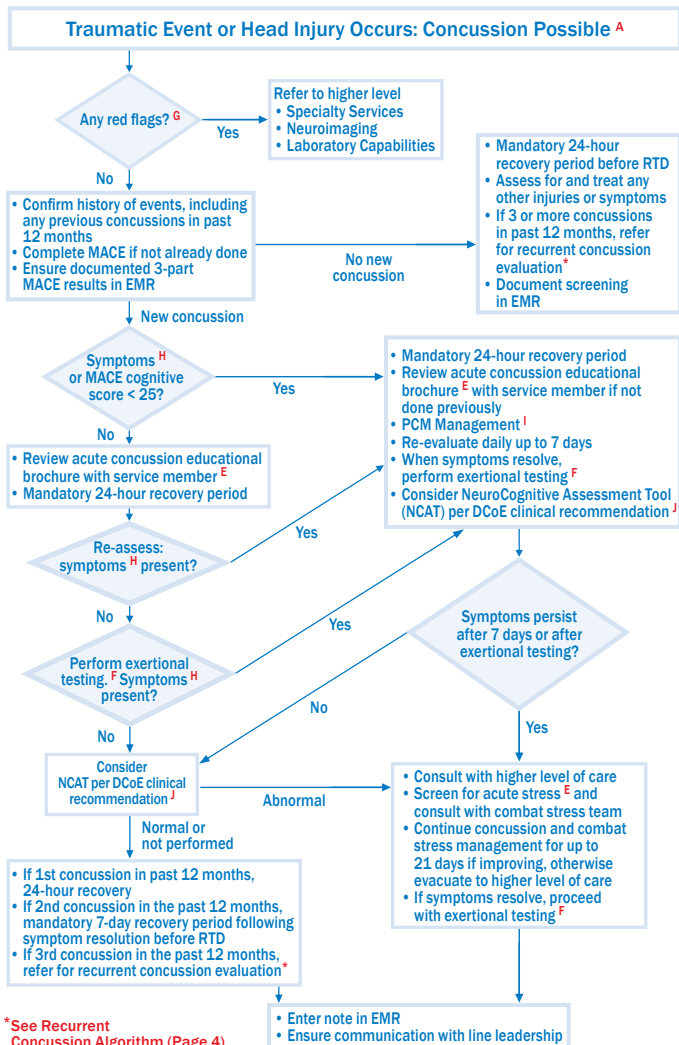 Traumatic Event or Head Injury Occurs: Concussion Possible A
Any red flags? G
Yes
Refer to higher level
• Specialty Services
• Neuroimaging
• Laboratory Capabilities
No
• Confirm history of events, including
any previous concussions in past
12 months
• Complete MACE if not already done
• Ensure documented 3-part
MACE results in EMR
No new
concussion
• Mandatory 24-hour
recovery period before RTD
• Assess for and treat any
other injuries or symptoms
• If 3 or more concussions
in past 12 months, refer
for recurrent concussion
evaluation*
• Document screening
in EMR
New concussion
Symptoms H
or MACE cognitive
score < 25?
Yes
• Mandatory 24-hour recovery period
• Review acute concussion educational
brochure E with service member if not
done previously
• PCM Management I
• Re-evaluate daily up to 7 days
• When symptoms resolve,
perform exertional testing F
• Consider NeuroCognitive Assessment Tool
(NCAT) per DCoE clinical recommendation J
No
• Review acute concussion educational
brochure with service member E
• Mandatory 24-hour recovery period
Re-assess:
symptoms H present?
Yes
No
Perform exertional
testing. F Symptoms H
present?
Yes
Symptoms persist
after 7 days or after
exertional testing?
No
No
Yes
Consider
NCAT per DCoE clinical
recommendation J
Abnormal
• Consult with higher level of care
• Screen for acute stress E and
consult with combat stress team
• Continue concussion and combat
stress management for up to
21 days if improving, otherwise
evacuate to higher level of care
• If symptoms resolve, proceed
with exertional testing F
Normal or
not performed
• If 1st concussion in past 12 months,
24-hour recovery
• If 2nd concussion in the past 12 months,
mandatory 7-day recovery period following
symptom resolution before RTD
• If 3rd concussion in the past 12 months,
refer for recurrent concussion evaluation*
• Enter note in EMR
• Ensure communication with line leadership
*See Recurrent
Concussion Algorithm (Page 4)